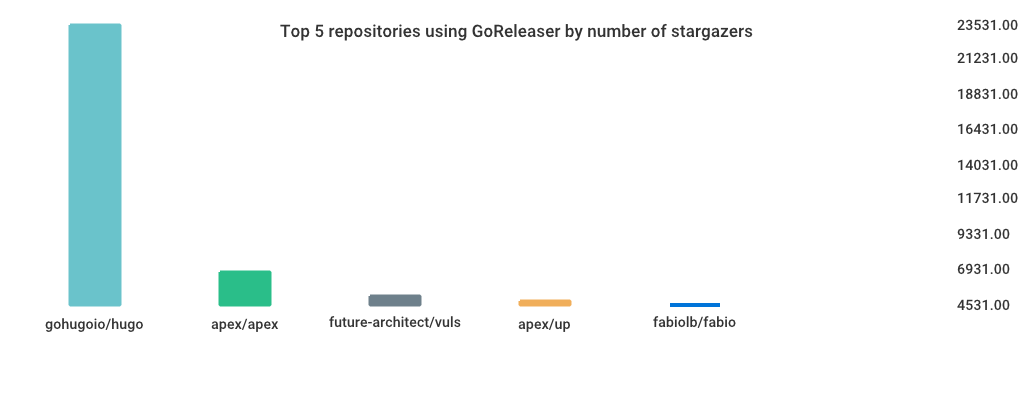 Top 5 repositories using GoReleaser by number of stargazers
23531.00
21231.00
18831.00
16431.00
14031.00
11731.00
9331.00
6931.00
4531.00
gohugoio/hugo
apex/apex
future-architect/vuls
apex/up
fabiolb/fabio